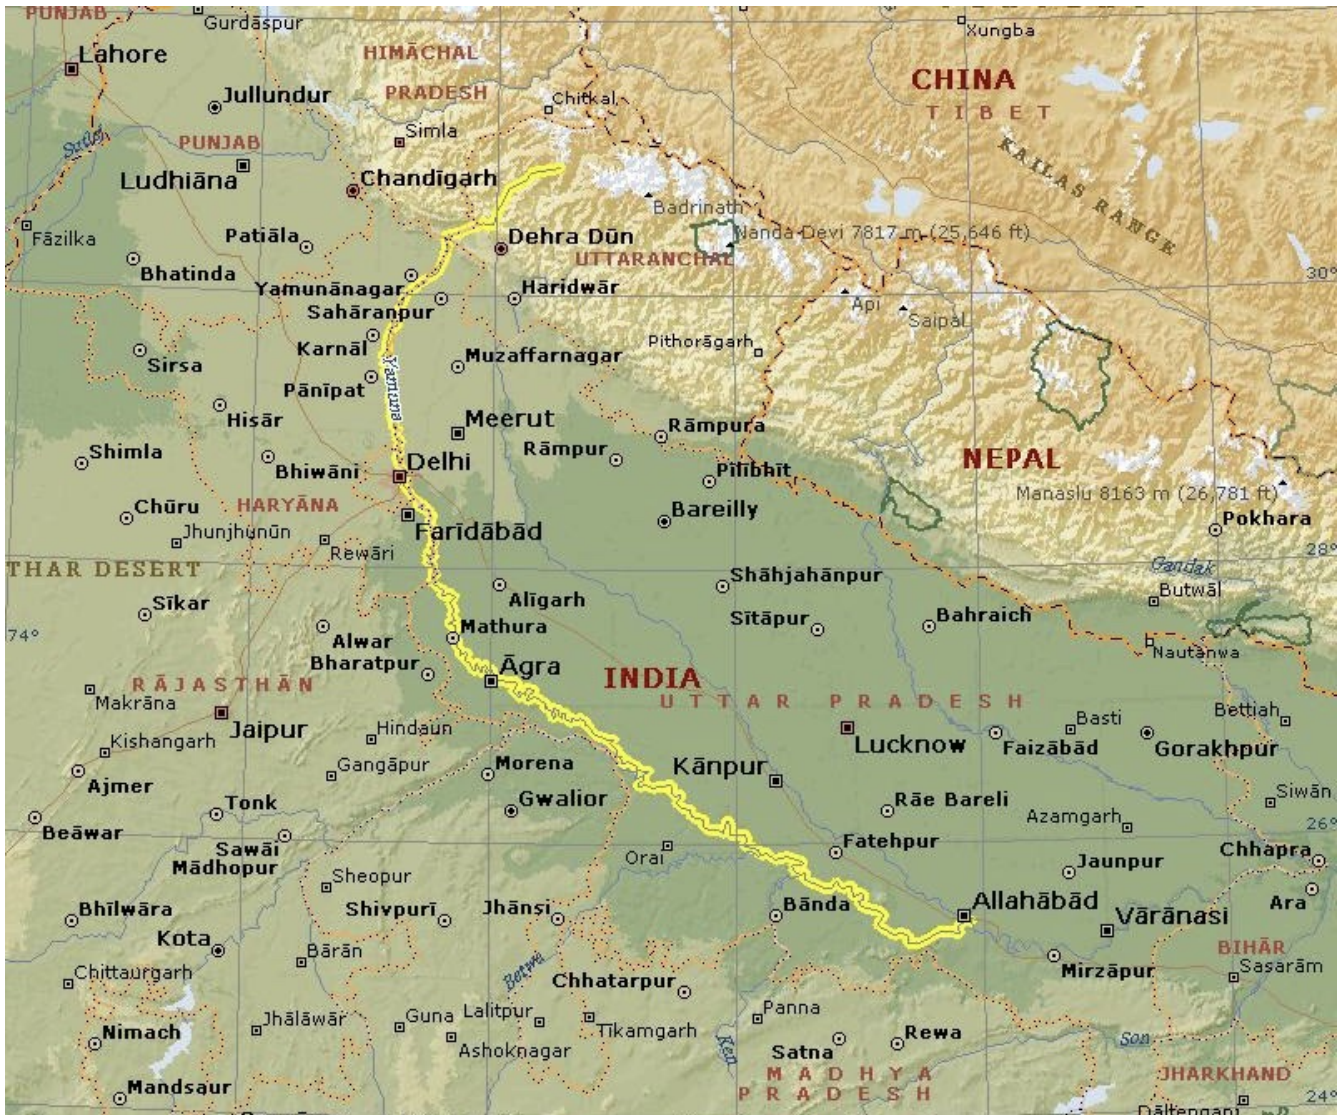 PUNJAB
Gurdāspur
Xungba
Lahore
HIMĀCHAL
PRADESH
CHINA
TIBET
Jullundur
Chitkal
Simla
Sutlej
PUNJAB
KAILAS RANGE
Ludhiāna
Chandīgarh
Badrinath
Fāzilka
Patiāla
Dehra Dūn
Nanda Devi 7817 m (25,646 ft)
UTTARANCHAL
Bhatinda
30°
Yamunānagar
Haridwār
Api
Sahāranpur
Saipal
Karnāl
Pithorāgarh
Sirsa
Muzaffarnagar
Yamuna
Pānīpat
Hisār
Meerut
Rāmpura
Shimla
Bhiwāni
Delhi
Rāmpur
Pīlibhīt
NEPAL
Manaslu 8163 m (26,781 ft)
HARYĀNA
Chūru
Farīdābād
Bareilly
Pokhara
Jhunjhunūn
Rewāri
28°
THAR DESERT
Gandak
Shāhjahānpur
Alīgarh
Butwāl
Sīkar
74°
Alwar
Mathura
Sītāpur
Bahraich
Nautanwa
Bharatpur
Āgra
INDIA
RĀJASTHĀN
UTTAR PRADESH
Makrāna
Jaipur
Hindaun
Lucknow
Basti
Bettiah
Kishangarh
Faizābād
Gorakhpur
Gangāpur
Morena
Kānpur
Ajmer
Tonk
Gwalior
Rāe Bareli
Siwān
Beāwar
Azamgarh
26°
Sawāi
Mādhopur
Orai
Fatehpur
Jaunpur
Chhapra
Sheopur
Bhīlwāra
Shivpurī
Jhānsi
Bānda
Allahābād
Vārānasi
Ara
Kota
Bārān
BIHĀR
Chittaurgarh
Betwa
Chhatarpur
Mirzāpur
Sasarām
Nimach
Jhālāwār
Guna
Lalitpur
Tīkamgarh
Panna
Ashoknagar
Ken
Satna
Rewa
Son
Mandsaur
MADHYA
PRADESH
JHARKHAND
Dāltenganj
24°